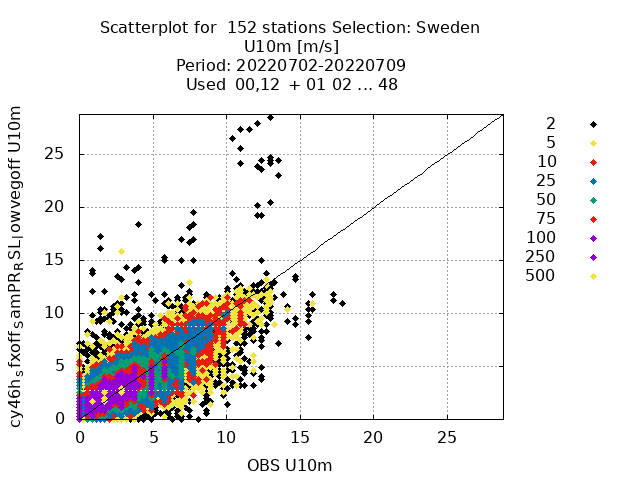 Scatterplot for 152 stations Selection: Sweden
U10m [m/s]
Period: 20220702-20220709
Used 00,12 + 01 02 ... 48
cy46h_sfxoff_SamPR_RSL_lowvegoff U10m
25
20
15
10
5
0
0 5 10 15 20 25
OBS U10m
2
5
10
25
50
75
100
250
500